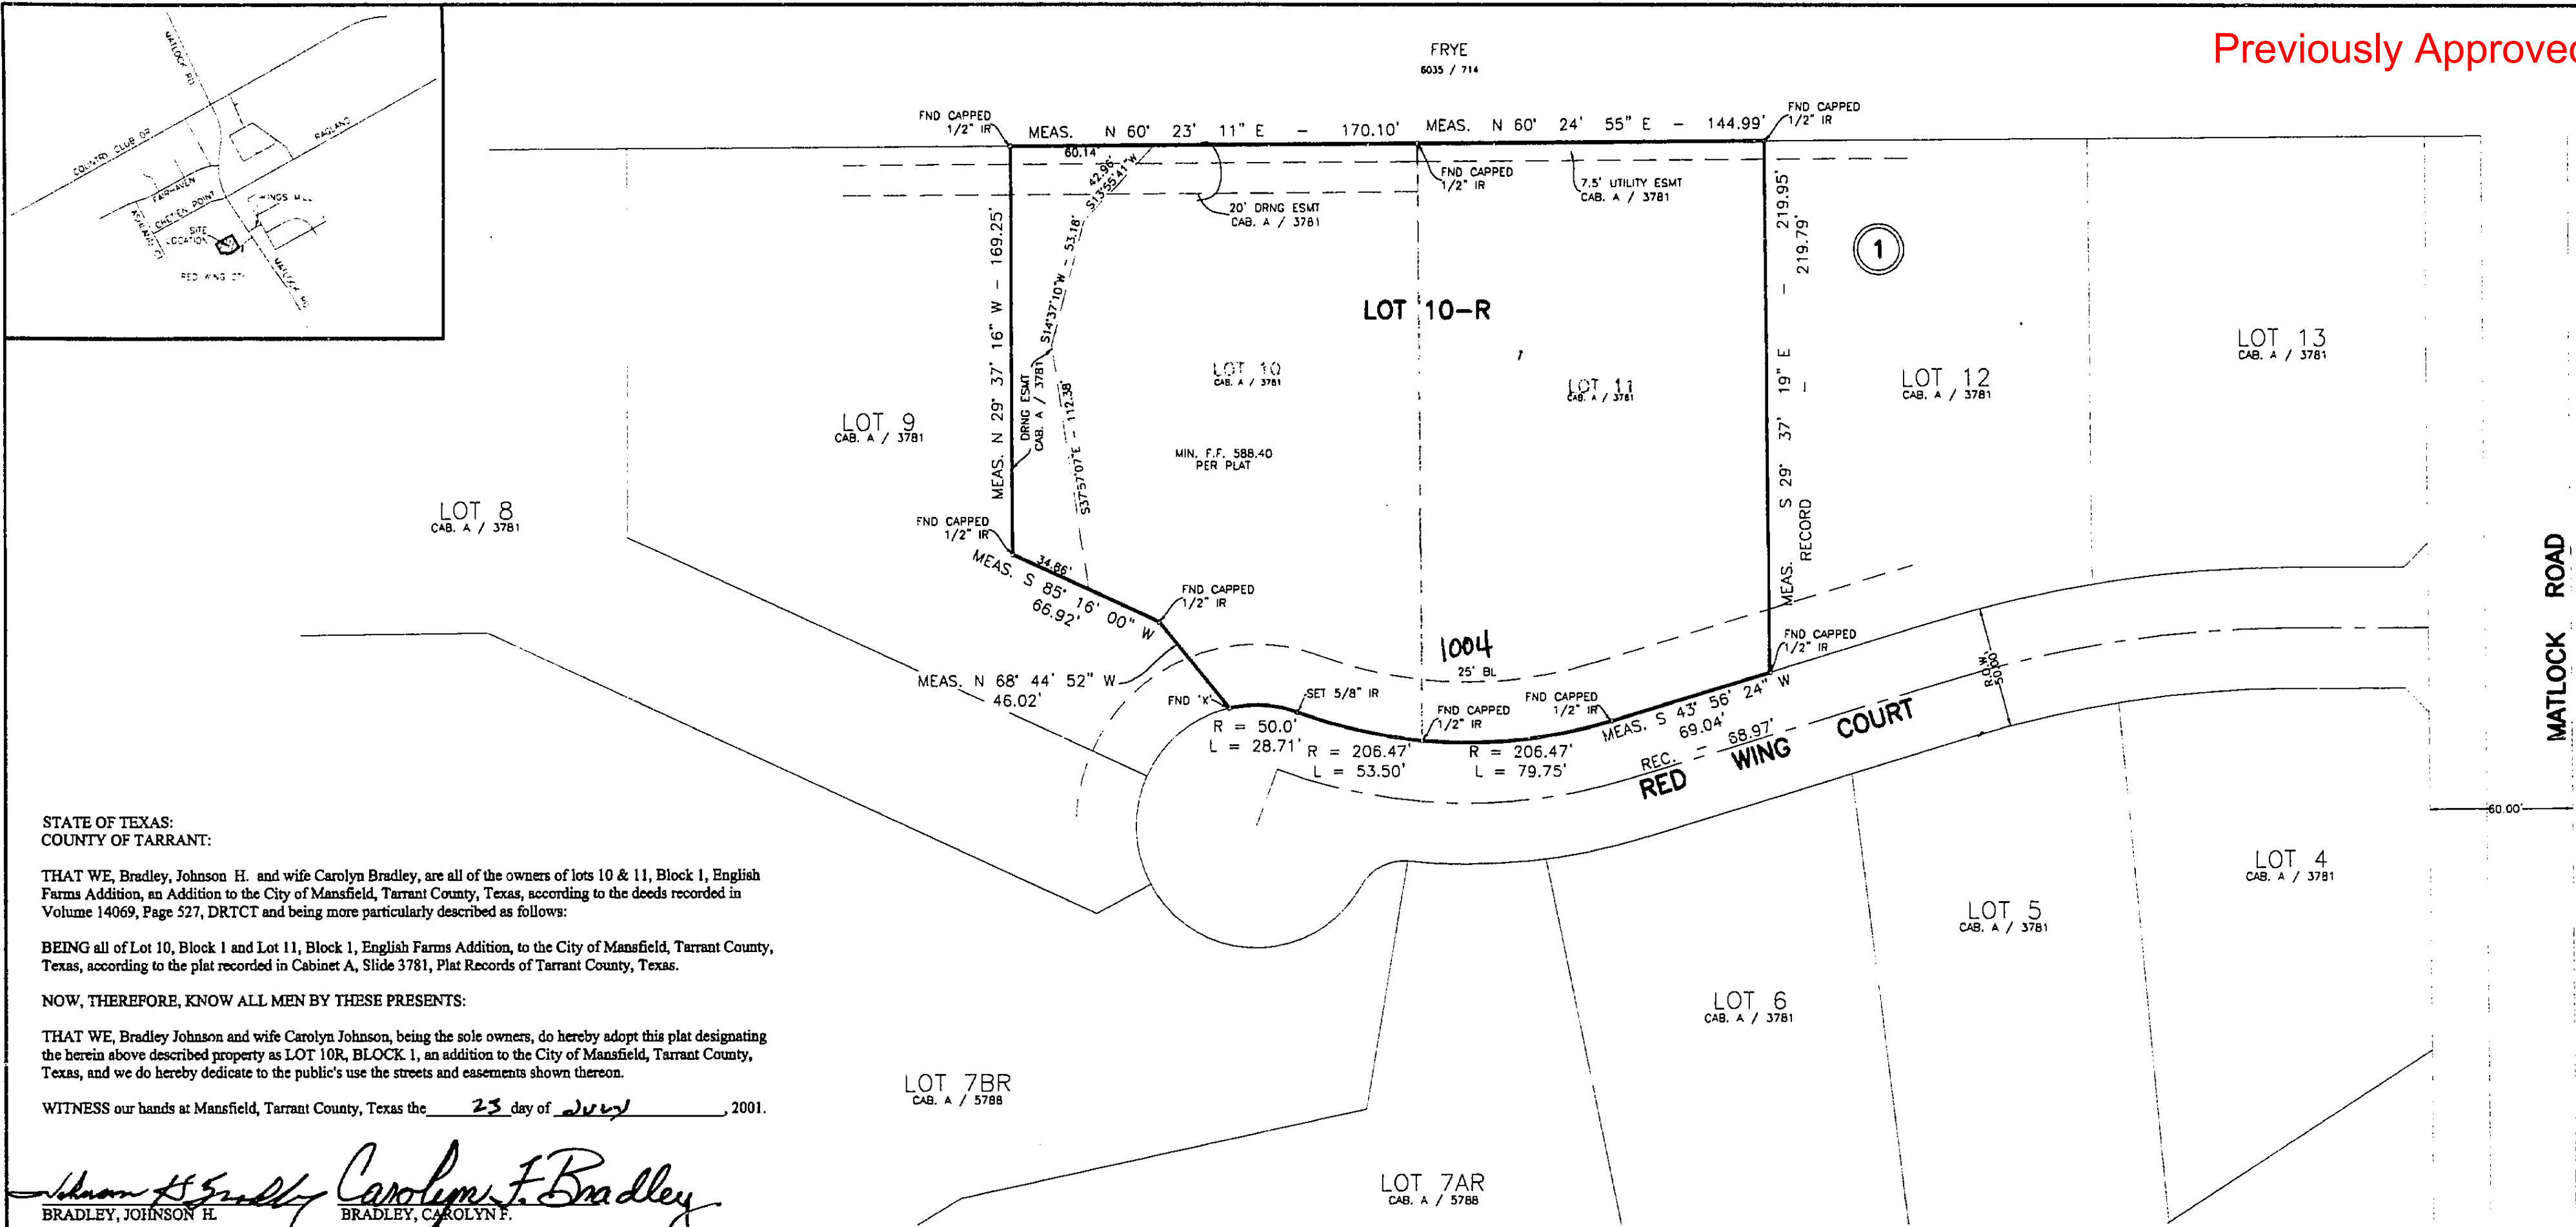 Previously Approved
MATLOCK RD
COUNTRY CLUB DR
RAGLAND
FAIRHAVEN
CHETEN POINT
KINGS MILL
SITE
LOCATION
RED WING CT
MATLOCK RD
FRYE
6035 / 714
FND CAPPED
1/2" IR
MEAS. N 60° 23' 11" E - 170.10'
MEAS. N 60° 24' 55" E - 144.99'
FND CAPPED
1/2" IR
60.14'
42.96'
S13°55'41"W
FND CAPPED
1/2" IR
7.5' UTILITY ESMT
CAB. A / 3781
20' DRNG ESMT
CAB. A / 3781
S14°37'10"W - 53.18'
MEAS. N 29° 37' 16" W - 169.25'
DRNG ESMT
CAB. A / 3781
S37°57'07"E - 112.38'
MEAS. S 29° 37' 19" E - 219.95'
RECORD - 219.79'
1
LOT 10-R
LOT 10
CAB. A / 3781
LOT 11
CAB. A / 3781
LOT 12
CAB. A / 3781
LOT 13
CAB. A / 3781
LOT 9
CAB. A / 3781
MIN. F.F. 588.40
PER PLAT
LOT 8
CAB. A / 3781
FND CAPPED
1/2" IR
34.86'
MEAS. S 85° 16' 00" W
66.92'
FND CAPPED
1/2" IR
MEAS. N 68° 44' 52" W
46.02'
1004
25' BL
FND CAPPED
1/2" IR
FND 'X'
SET 5/8" IR
FND CAPPED
1/2" IR
FND CAPPED
1/2" IR
R = 50.0'
L = 28.71'
R = 206.47'
L = 53.50'
R = 206.47'
L = 79.75'
MEAS. S 43° 56' 24" W
69.04'
REC. - 68.97'
RED WING COURT
R.O.W.
50.00'
MATLOCK ROAD
60.00'
LOT 4
CAB. A / 3781
LOT 5
CAB. A / 3781
LOT 6
CAB. A / 3781
LOT 7BR
CAB. A / 5788
LOT 7AR
CAB. A / 5788
STATE OF TEXAS:
COUNTY OF TARRANT:
THAT WE, Bradley, Johnson H. and wife Carolyn Bradley, are all of the owners of lots 10 & 11, Block 1, English
Farms Addition, an Addition to the City of Mansfield, Tarrant County, Texas, according to the deeds recorded in
Volume 14069, Page 527, DRTCT and being more particularly described as follows:
BEING all of Lot 10, Block 1 and Lot 11, Block 1, English Farms Addition, to the City of Mansfield, Tarrant County,
Texas, according to the plat recorded in Cabinet A, Slide 3781, Plat Records of Tarrant County, Texas.
NOW, THEREFORE, KNOW ALL MEN BY THESE PRESENTS:
THAT WE, Bradley Johnson and wife Carolyn Johnson, being the sole owners, do hereby adopt this plat designating
the herein above described property as LOT 10R, BLOCK 1, an addition to the City of Mansfield, Tarrant County,
Texas, and we do hereby dedicate to the public's use the streets and easements shown thereon.
WITNESS our hands at Mansfield, Tarrant County, Texas the 23 day of July, 2001.
Johnson H Bradley Carolyn F. Bradley
BRADLEY, JOHNSON H. BRADLEY, CAROLYN F.